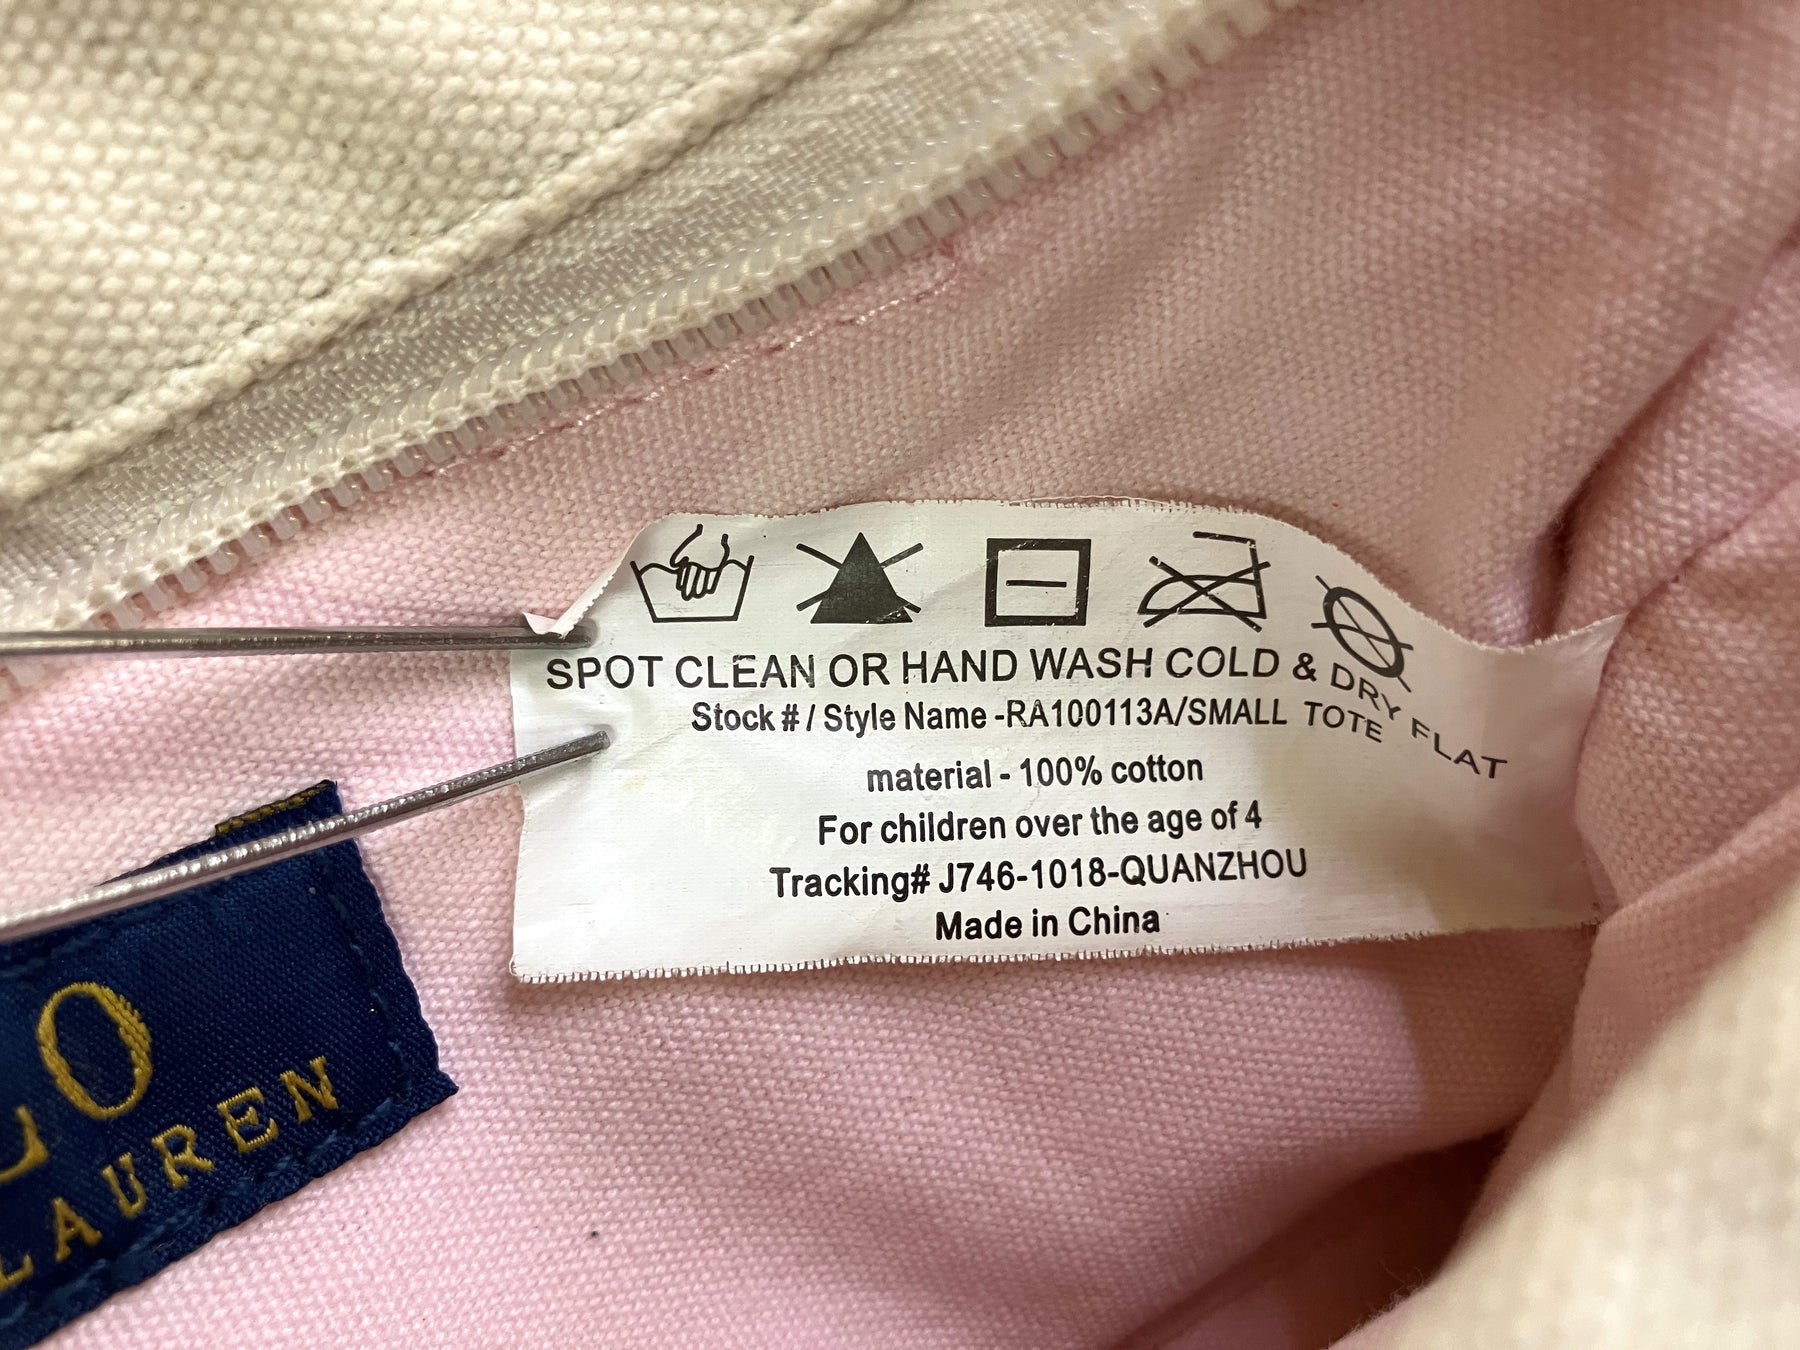 SPOT CLEAN OR HAND WASH COLD & DRY FLAT
Stock # / Style Name -RA100113A/SMALL TOTE
material - 100% cotton
For children over the age of 4
Tracking# J746-1018-QUANZHOU
Made in China
LO
LAUREN